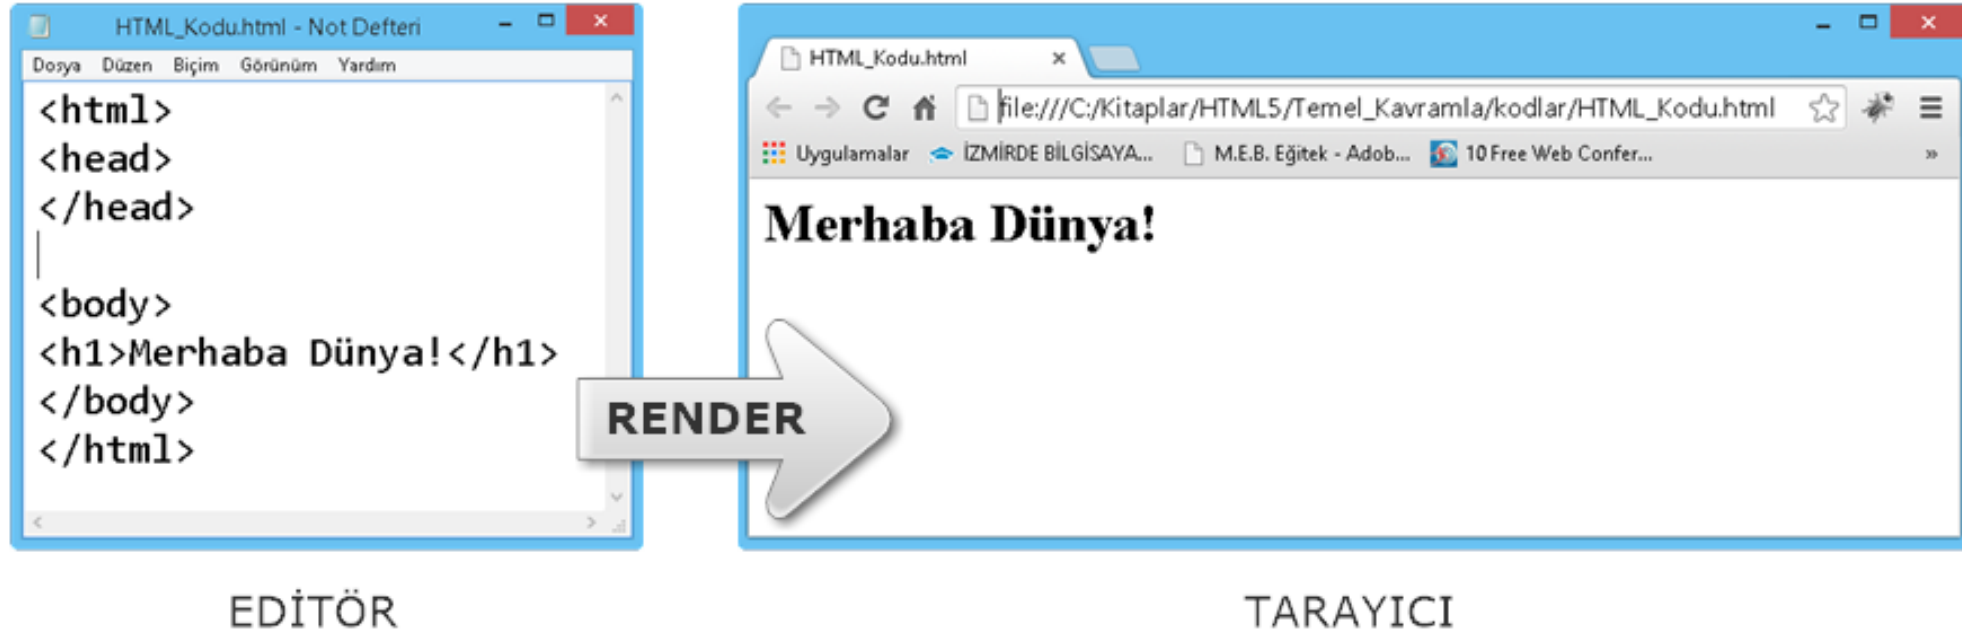 HTML_Kodu.html - Not Defteri
Dosya Düzen Biçim Görünüm Yardım
<html>
<head>
</head>
<body>
<h1>Merhaba Dünya!</h1>
</body>
</html>
RENDER
EDİTÖR
HTML_Kodu.html
file:///C:/Kitaplar/HTML5/Temel_Kavramla/kodlar/HTML_Kodu.html
Uygulamalar İZMİRDE BİLGİSAYA... M.E.B. Eğitek - Adob... 10 Free Web Confer...
Merhaba Dünya!
TARAYICI